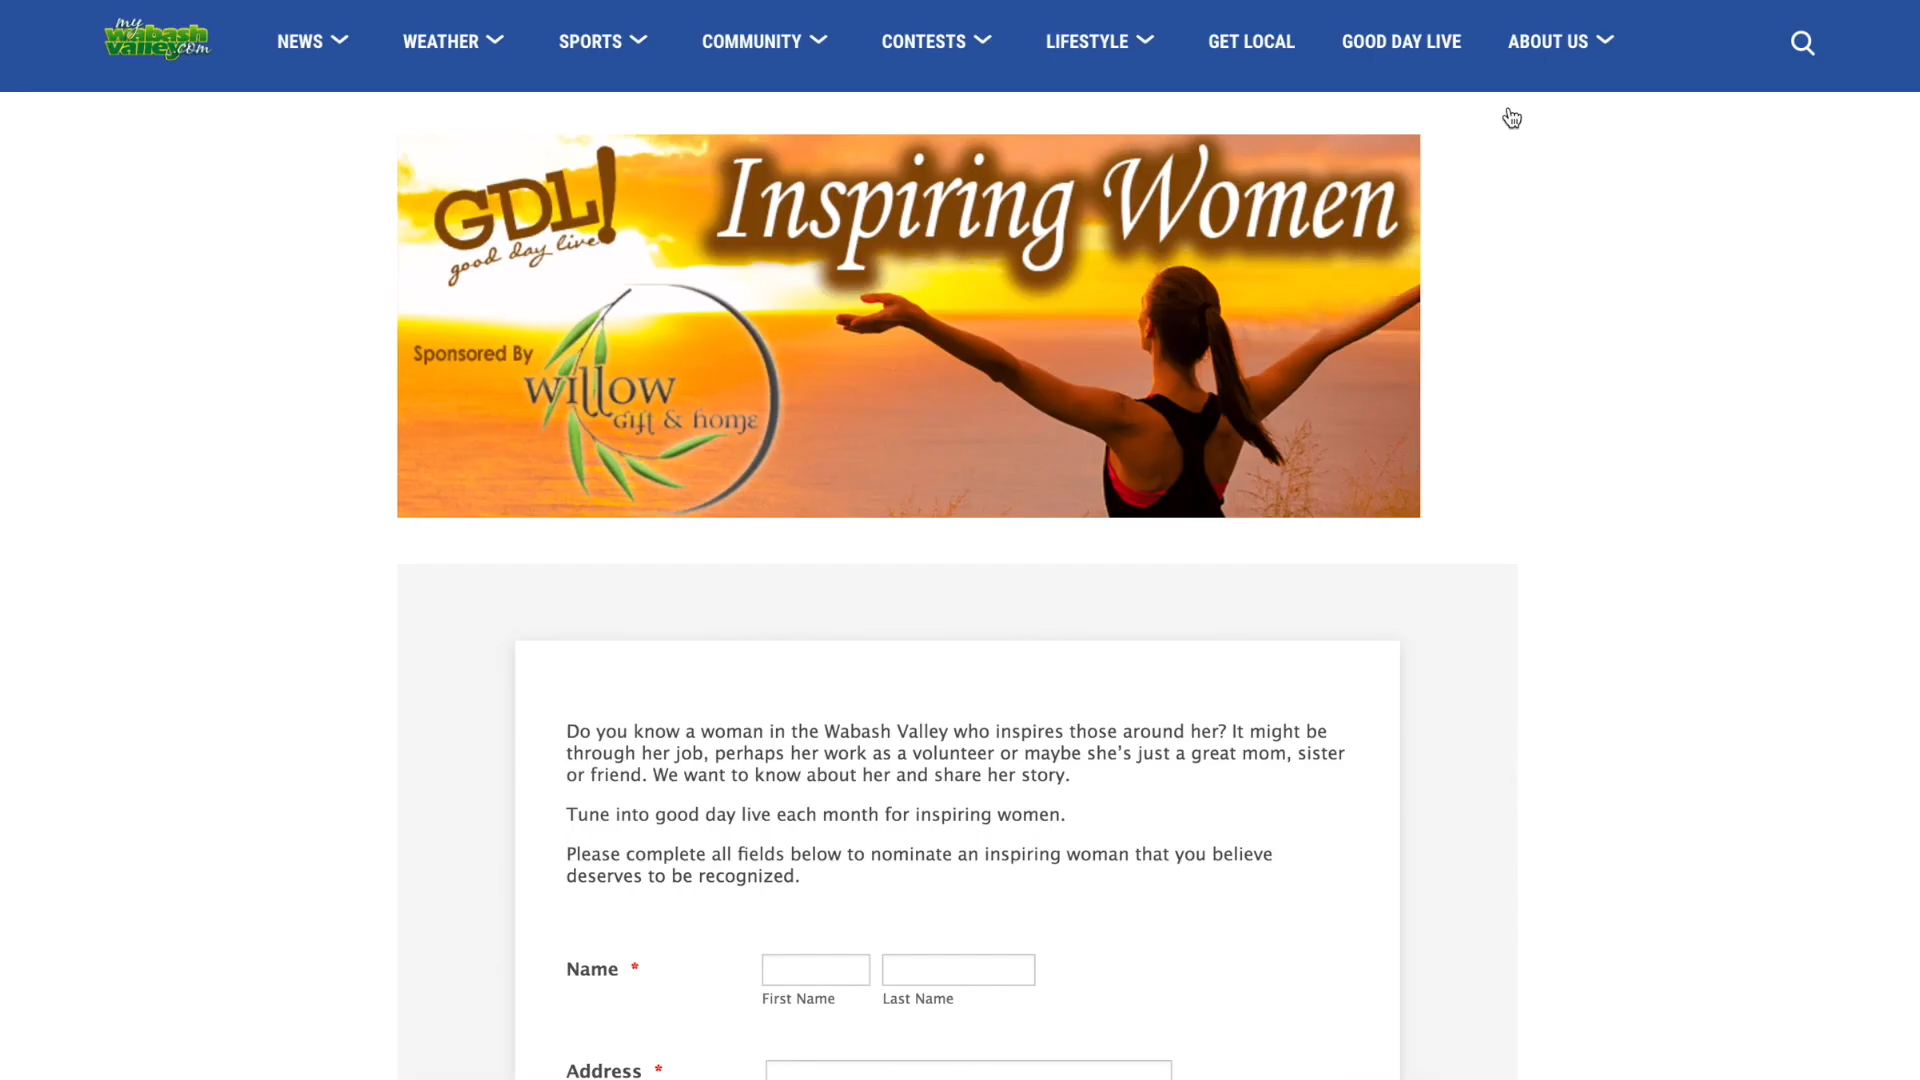 my
wabash
valley.com
NEWS WEATHER SPORTS COMMUNITY CONTESTS LIFESTYLE GET LOCAL GOOD DAY LIVE ABOUT US
GDL!
good day live
Inspiring Women
Sponsored By
willow
gift & home
Do you know a woman in the Wabash Valley who inspires those around her? It might be
through her job, perhaps her work as a volunteer or maybe she's just a great mom, sister
or friend. We want to know about her and share her story.
Tune into good day live each month for inspiring women.
Please complete all fields below to nominate an inspiring woman that you believe
deserves to be recognized.
Name *
First Name Last Name
Address *